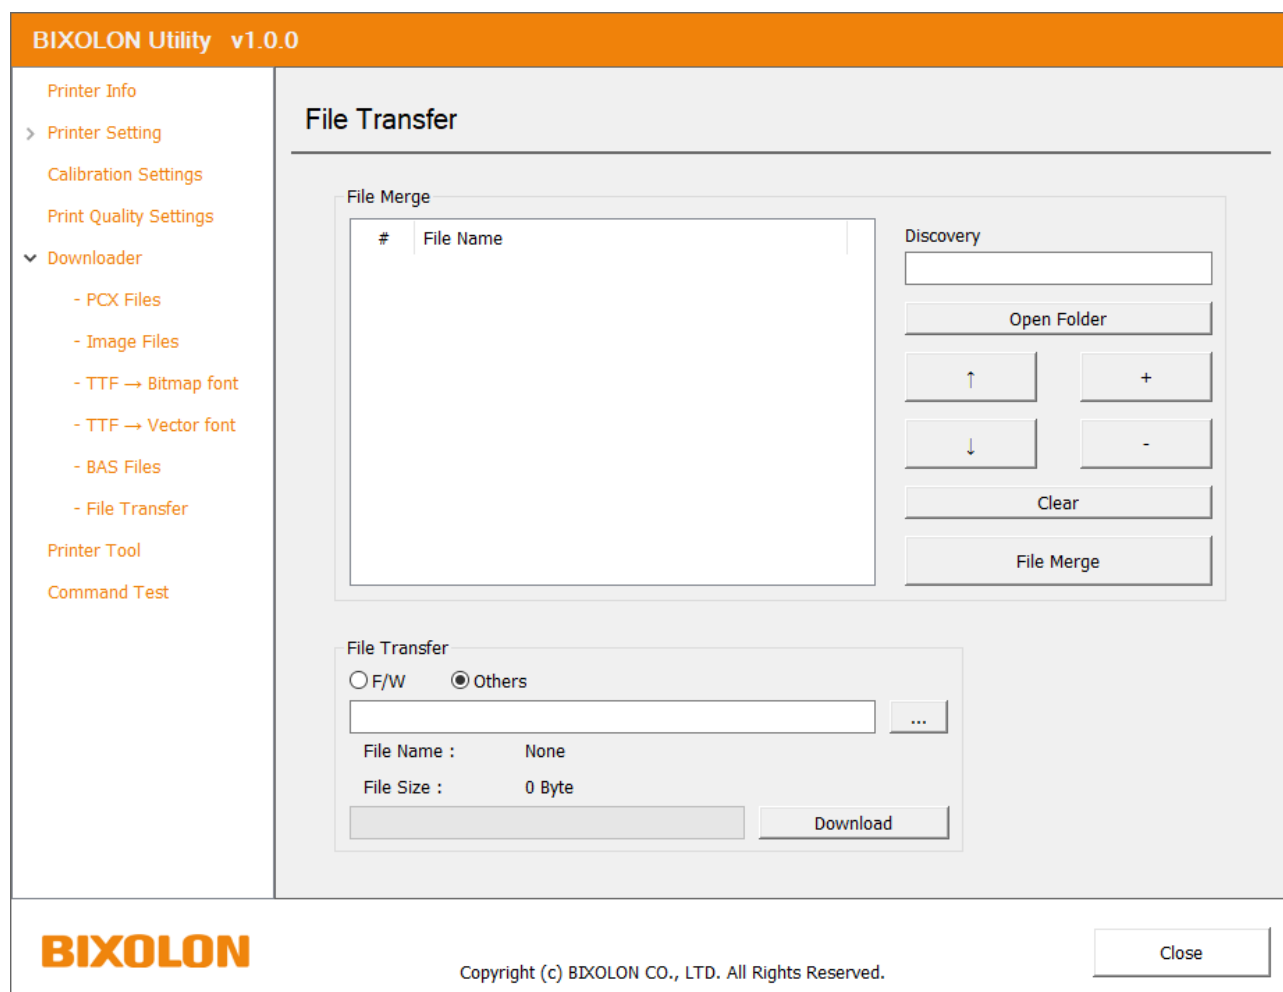 BIXOLON Utility v1.0.0
Printer Info
Printer Setting
Calibration Settings
Print Quality Settings
Downloader
- PCX Files
- Image Files
- TTF → Bitmap font
- TTF → Vector font
- BAS Files
- File Transfer
Printer Tool
Command Test
File Transfer
File Merge
# File Name
Discovery
Open Folder
↑ +
↓ -
Clear
File Merge
File Transfer
F/W Others
...
File Name : None
File Size : 0 Byte
Download
BIXOLON
Copyright (c) BIXOLON CO., LTD. All Rights Reserved.
Close